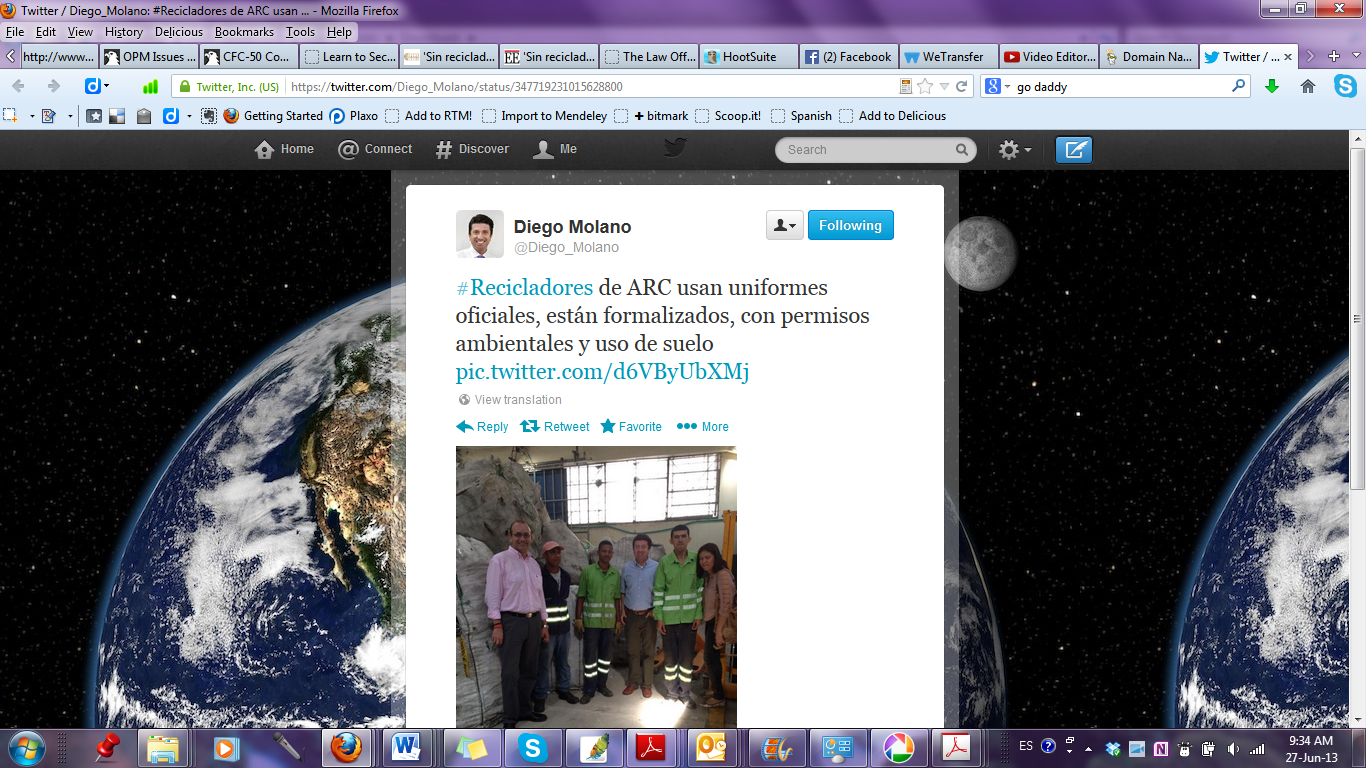 Twitter / Diego_Molano: #Recicladores de ARC usan ... - Mozilla Firefox
File Edit View History Delicious Bookmarks Tools Help
http://www... OPM Issues ... CFC-50 Co... Learn to Sec... 'Sin reciclad... EE 'Sin reciclad... The Law Off... HootSuite (2) Facebook WeTransfer Video Editor... Domain Na... Twitter / ...
Twitter, Inc. (US) https://twitter.com/Diego_Molano/status/347719231015628800 go daddy
Getting Started Plaxo Add to RTM! Import to Mendeley + bitmark Scoop.it! Spanish Add to Delicious
Home Connect Discover Me Search
Diego Molano
@Diego_Molano
Following
#Recicladores de ARC usan uniformes
oficiales, están formalizados, con permisos
ambientales y uso de suelo
pic.twitter.com/d6VByUbXMj
View translation
Reply Retweet Favorite More
ES 9:34 AM
27-Jun-13